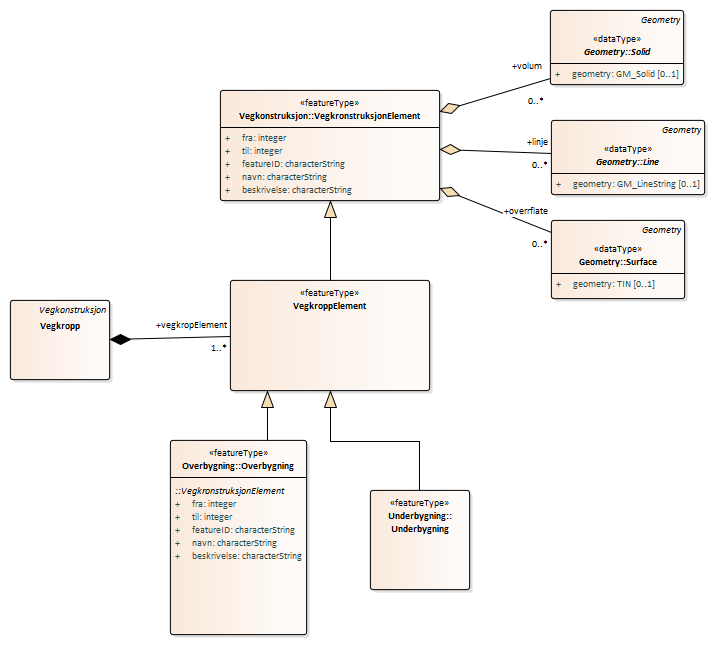 Geometry
«dataType»
Geometry::Solid
+ geometry: GM_Solid [0..1]
+volum
0..*
«featureType»
Vegkonstruksjon::VegkronstruksjonElement
+ fra: integer
+ til: integer
+ featureID: characterString
+ navn: characterString
+ beskrivelse: characterString
Geometry
«dataType»
Geometry::Line
+ geometry: GM_LineString [0..1]
+linje
0..*
+overrflate
0..*
Geometry
«dataType»
Geometry::Surface
+ geometry: TIN [0..1]
«featureType»
VegkroppElement
Vegkonstruksjon
Vegkropp
+vegkropElement
1..*
«featureType»
Overbygning::Overbygning
::VegkronstruksjonElement
+ fra: integer
+ til: integer
+ featureID: characterString
+ navn: characterString
+ beskrivelse: characterString
«featureType»
Underbygning::
Underbygning